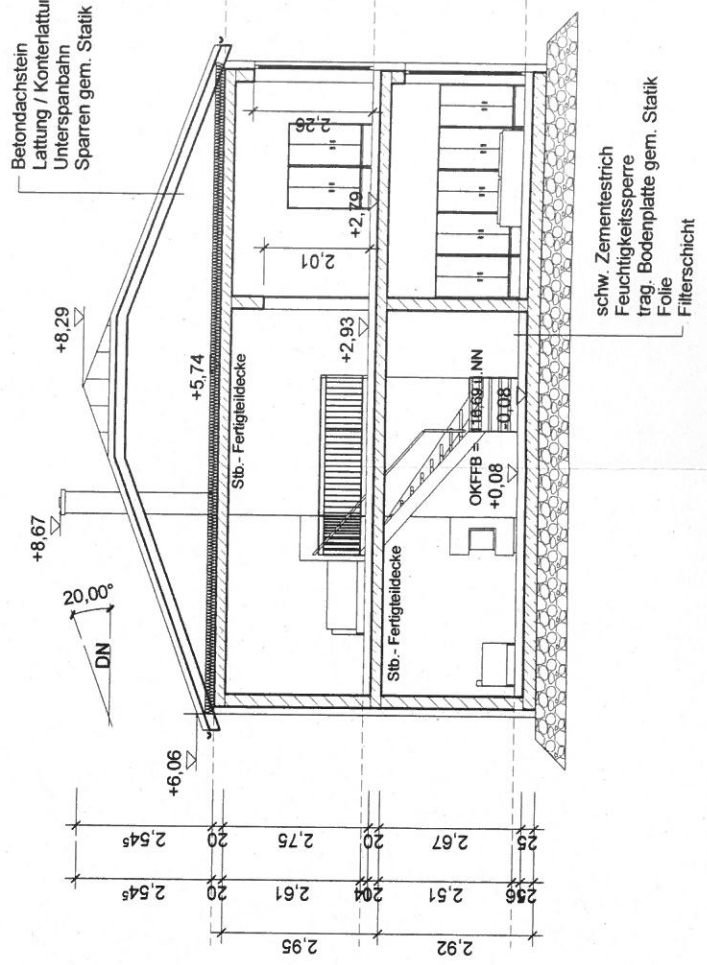 Betondachstein
Lattung / Konterlattun
Unterspanbahn
Sparren gem. Statik
+8,29
+8,67
20,00°
DN
+5,74
+6,06
Stb.- Fertigteildecke
2,26
2,01
+2,79
+2,93
Stb.- Fertigteildecke
OKFFB =
ü.NN
+0,08
-0,08
schw. Zementestrich
Feuchtigkeitssperre
trag. Bodenplatte gem. Statik
Folie
Filterschicht
2,54⁵
20
2,75
20
2,67
25
2,54⁵
20
2,61
2,51
2,95
2,92